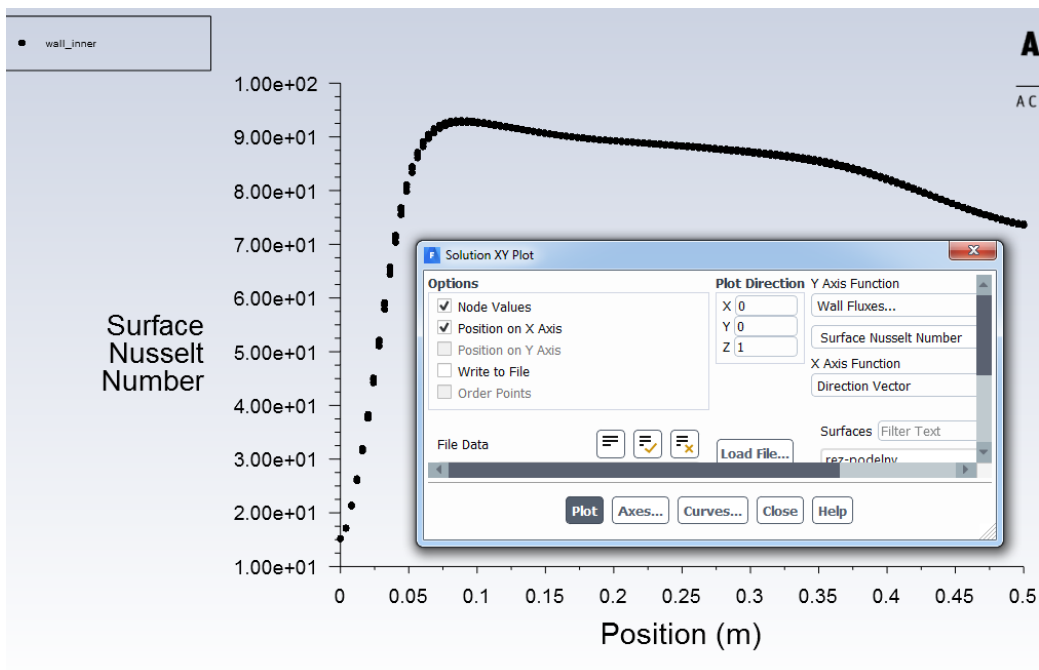 wall_inner
A
AC
1.00e+02
9.00e+01
8.00e+01
7.00e+01
6.00e+01
5.00e+01
4.00e+01
3.00e+01
2.00e+01
1.00e+01
Surface
Nusselt
Number
0 0.05 0.1 0.15 0.2 0.25 0.3 0.35 0.4 0.45 0.5
Position (m)
Solution XY Plot
Options
Node Values
Position on X Axis
Position on Y Axis
Write to File
Order Points
File Data
Load File...
Plot Direction
X 0
Y 0
Z 1
Y Axis Function
Wall Fluxes...
Surface Nusselt Number
X Axis Function
Direction Vector
Surfaces Filter Text
rez-podelny
Plot Axes... Curves... Close Help